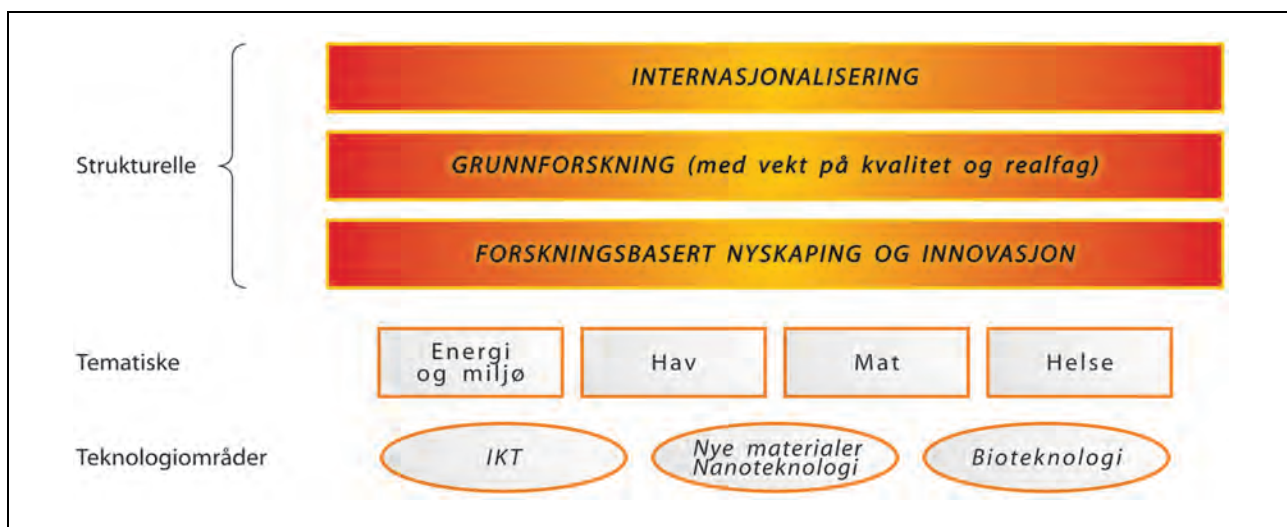 INTERNASJONALISERING
Strukturelle
GRUNNFORSKNING (med vekt på kvalitet og realfag)
FORSKNINGSBASERT NYSKAPING OG INNOVASJON
Tematiske
Energi
og miljø
Hav
Mat
Helse
Teknologiområder
IKT
Nye materialer
Nanoteknologi
Bioteknologi